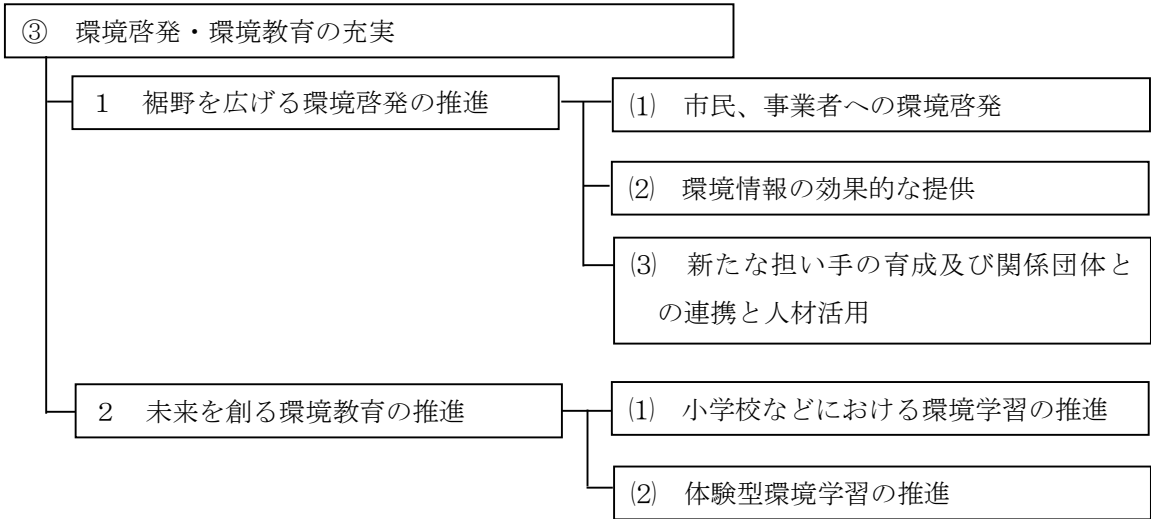 ③ 環境啓発・環境教育の充実
1 裾野を広げる環境啓発の推進
⑴ 市民、事業者への環境啓発
⑵ 環境情報の効果的な提供
⑶ 新たな担い手の育成及び関係団体と
の連携と人材活用
2 未来を創る環境教育の推進
⑴ 小学校などにおける環境学習の推進
⑵ 体験型環境学習の推進